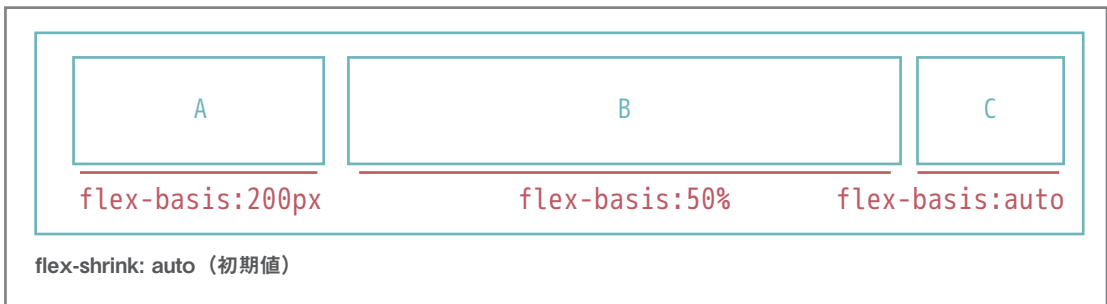 A B C
flex-basis:200px flex-basis:50% flex-basis:auto
flex-shrink: auto（初期値）